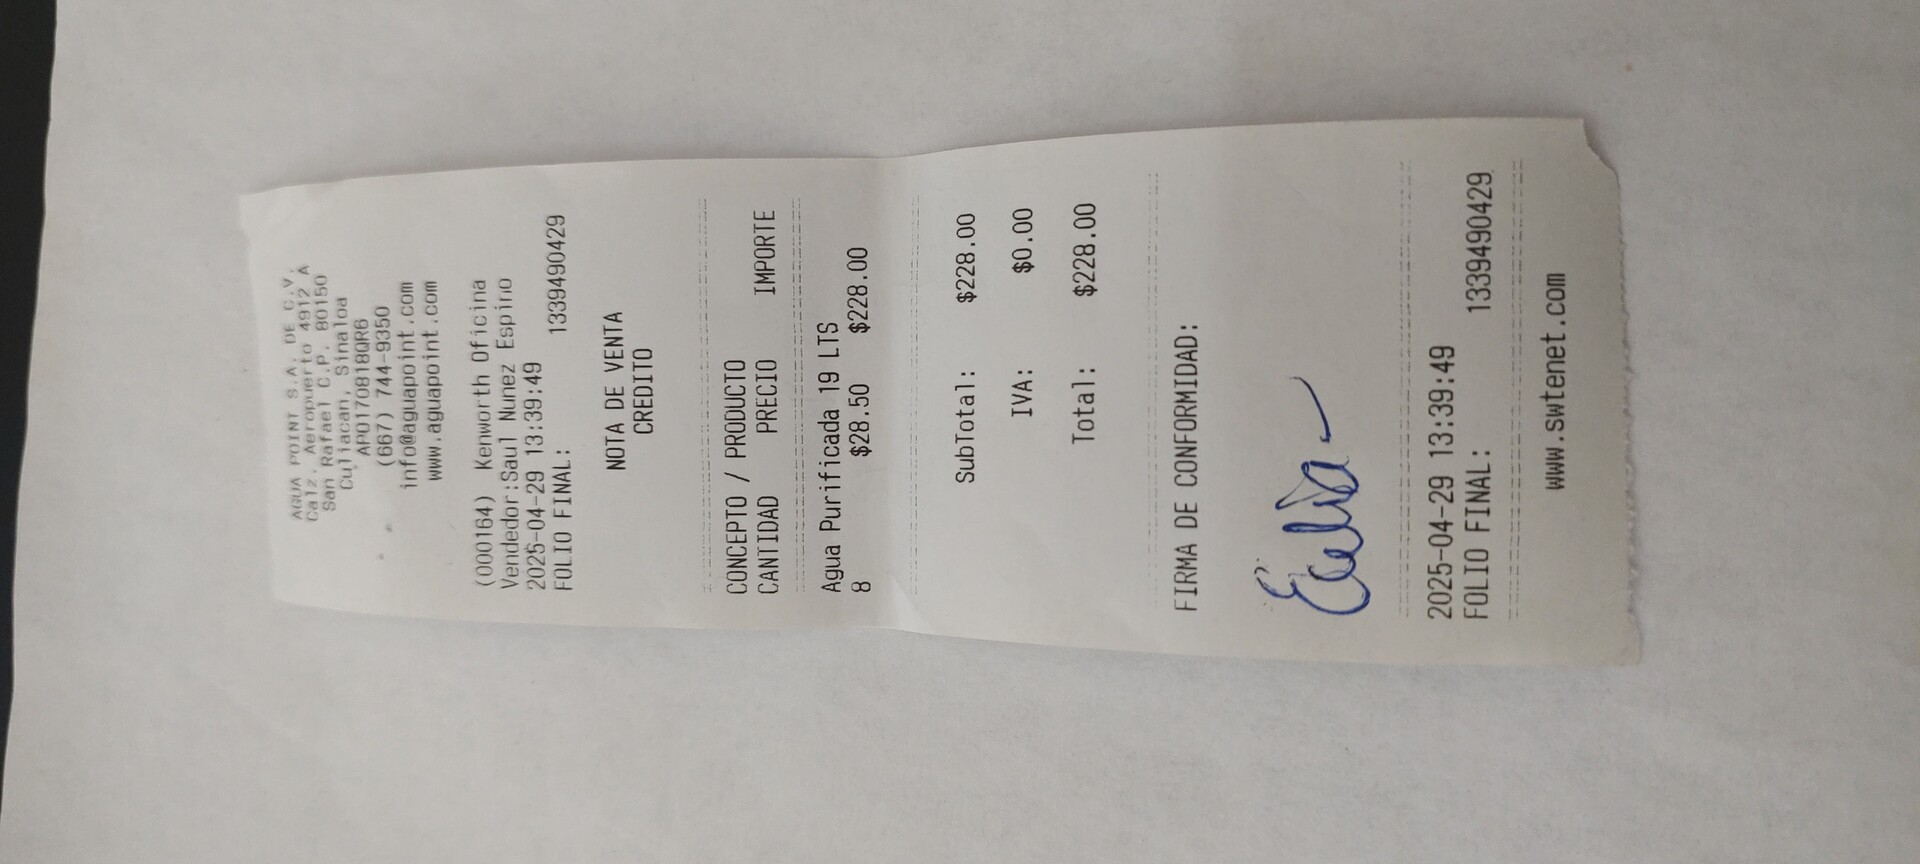 AGUA POINT S.A. DE C.V.
Calz. Aeropuerto 4912 A
San Rafael C.P. 80150
Culiacan, Sinaloa
APO170818QR6
(667) 744-9350
info@aguapoint.com
www.aguapoint.com
(000164) Kenworth Oficina
Vendedor:Saul Nunez Espino
2025-04-29 13:39:49
FOLIO FINAL: 1339490429
NOTA DE VENTA
CREDITO
CONCEPTO / PRODUCTO
CANTIDAD PRECIO IMPORTE
Agua Purificada 19 LTS
8 $28.50 $228.00
SubTotal: $228.00
IVA: $0.00
Total: $228.00
FIRMA DE CONFORMIDAD:
2025-04-29 13:39:49
FOLIO FINAL: 1339490429
www.swtenet.com